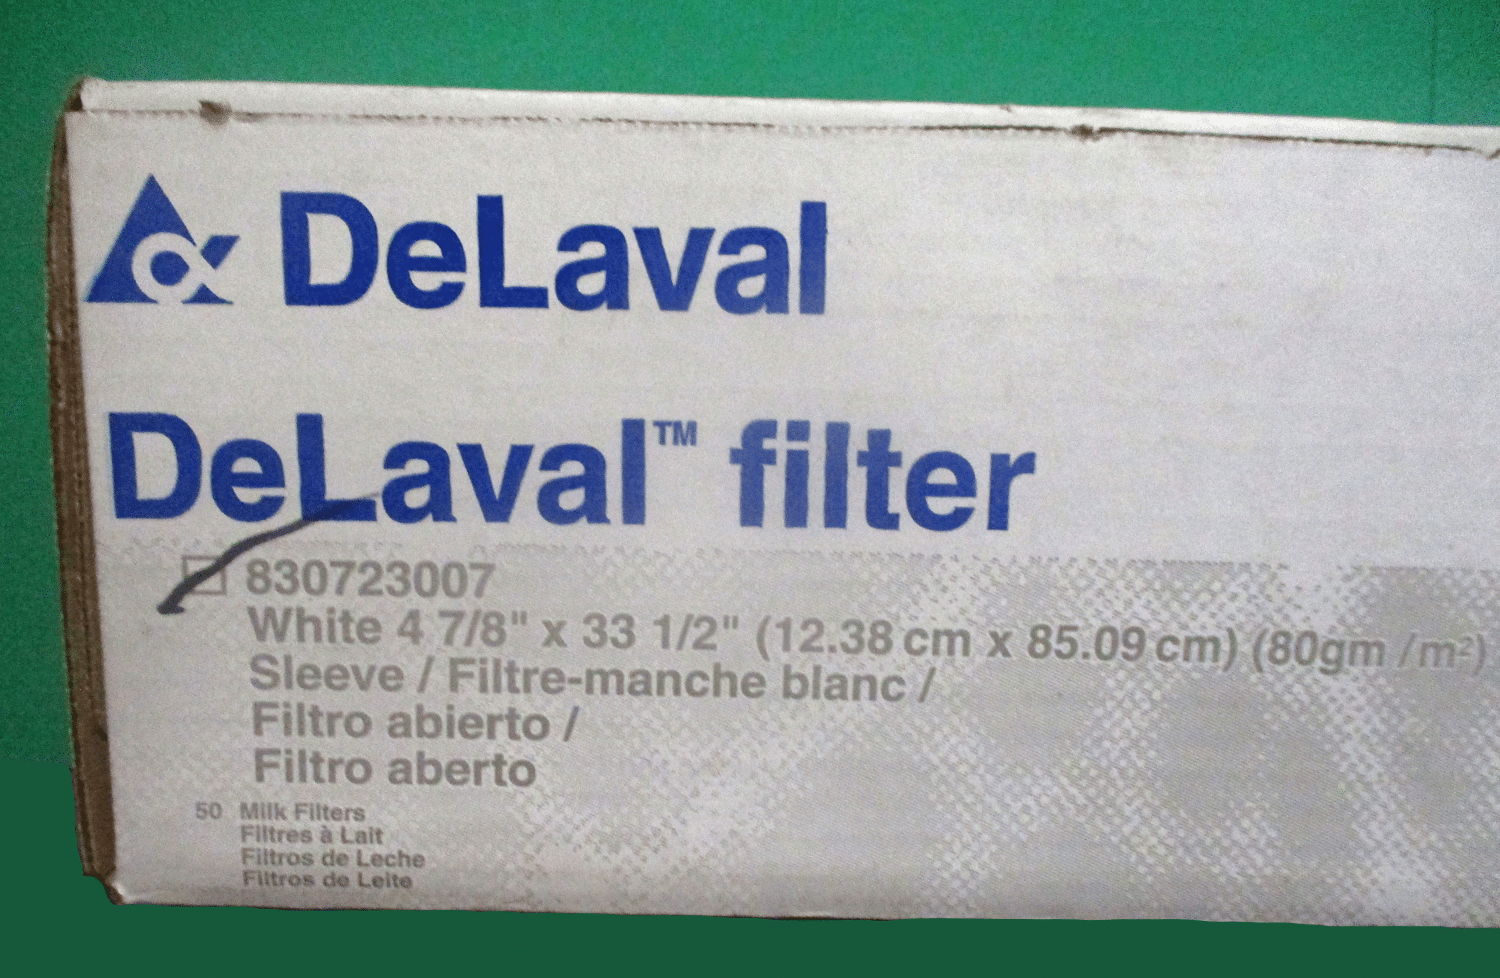 DeLaval
DeLaval™ filter
830723007
White 4 7/8" x 33 1/2" (12.38 cm x 85.09 cm) (80gm /m²)
Sleeve / Filtre-manche blanc /
Filtro abierto /
Filtro aberto
50 Milk Filters
Filtres à Lait
Filtros de Leche
Filtros de Leite